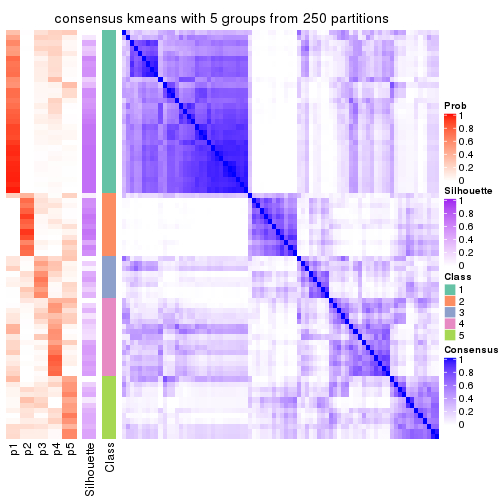 consensus kmeans with 5 groups from 250 partitions
Prob
1
0.8
0.6
0.4
0.2
0
Silhouette
1
0.8
0.6
0.4
0.2
0
Class
1
2
3
4
5
Consensus
1
0.8
0.6
0.4
0.2
0
p1
p2
p3
p4
p5
Silhouette
Class